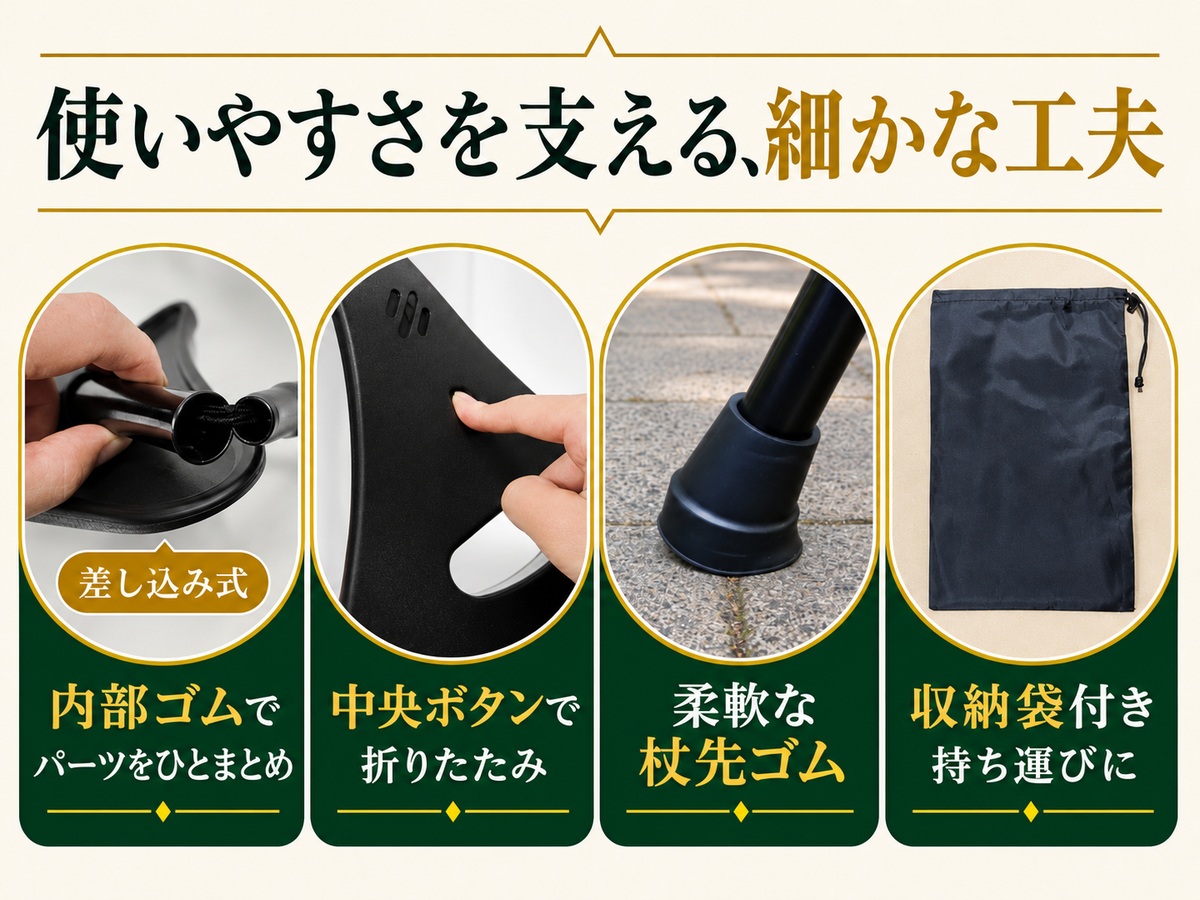 使いやすさを支える、細かな工夫
差し込み式
内部ゴムで
パーツをひとまとめ
中央ボタンで
折りたたみ
柔軟な
杖先ゴム
収納袋付き
持ち運びに